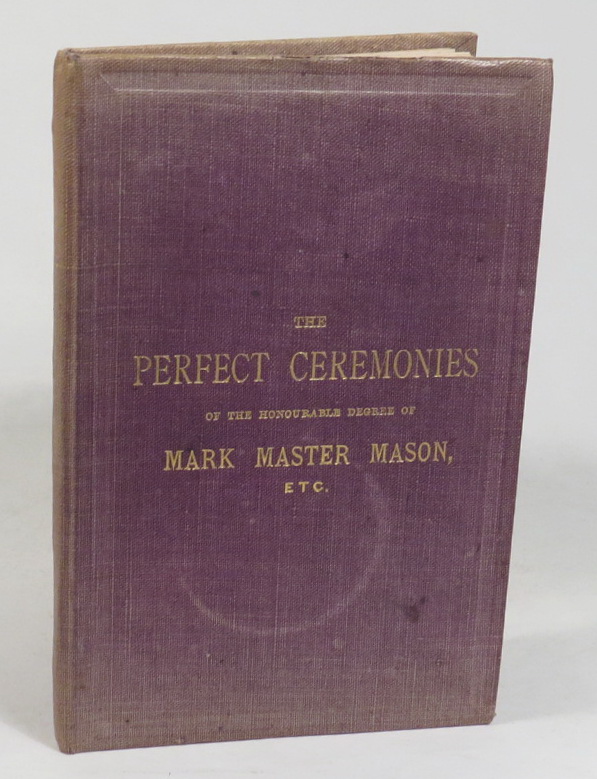 THE
PERFECT CEREMONIES
OF THE HONOURABLE DEGREE OF
MARK MASTER MASON,
ETC.